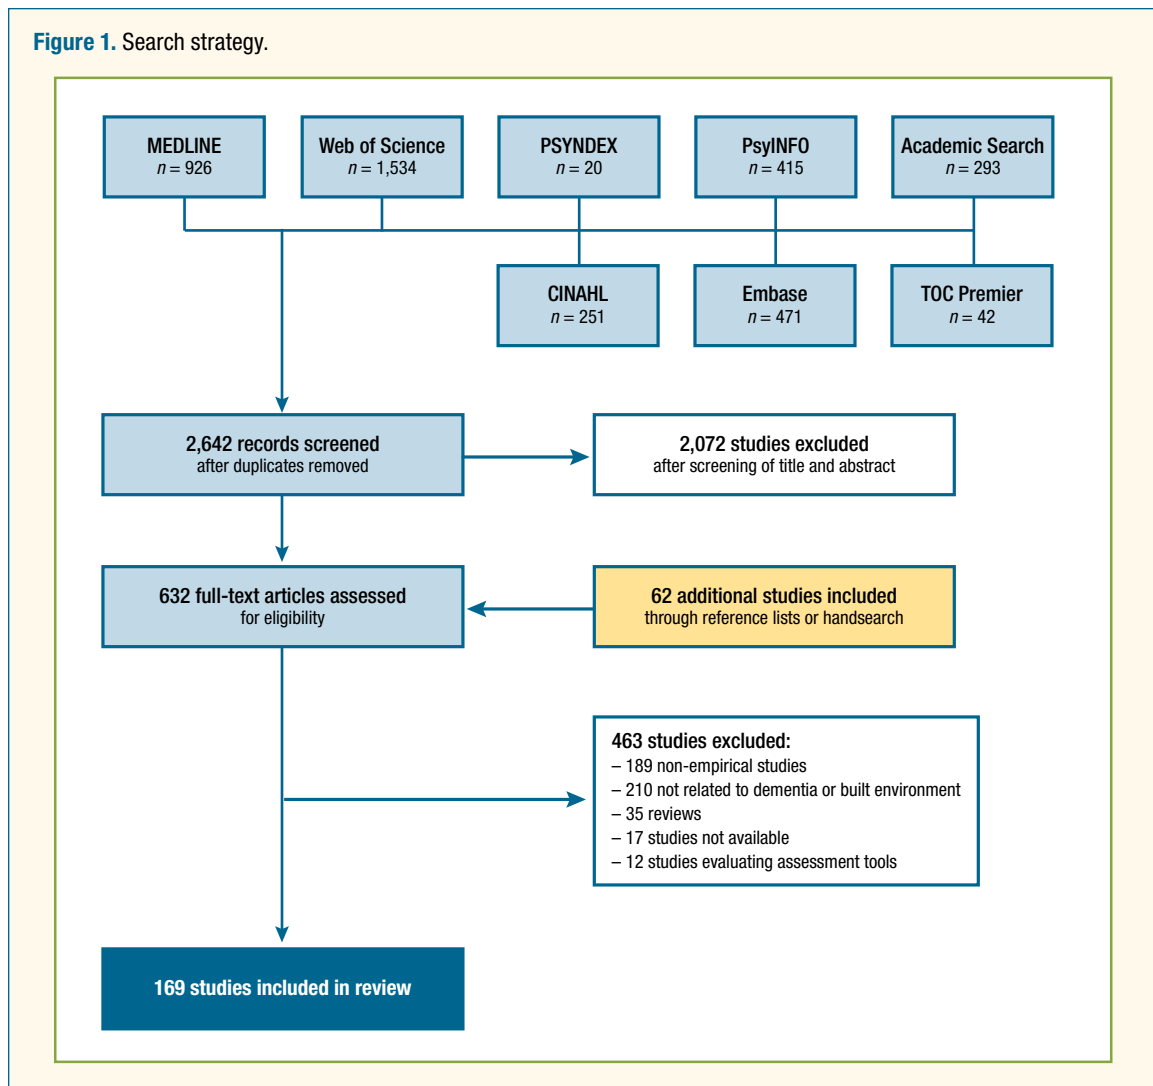 Figure 1. Search strategy.
MEDLINE
n = 926
Web of Science
n = 1,534
PSYNDEX
n = 20
PsyINFO
n = 415
Academic Search
n = 293
CINAHL
n = 251
Embase
n = 471
TOC Premier
n = 42
2,642 records screened
after duplicates removed
2,072 studies excluded
after screening of title and abstract
632 full-text articles assessed
for eligibility
62 additional studies included
through reference lists or handsearch
463 studies excluded:
– 189 non-empirical studies
– 210 not related to dementia or built environment
– 35 reviews
– 17 studies not available
– 12 studies evaluating assessment tools
169 studies included in review